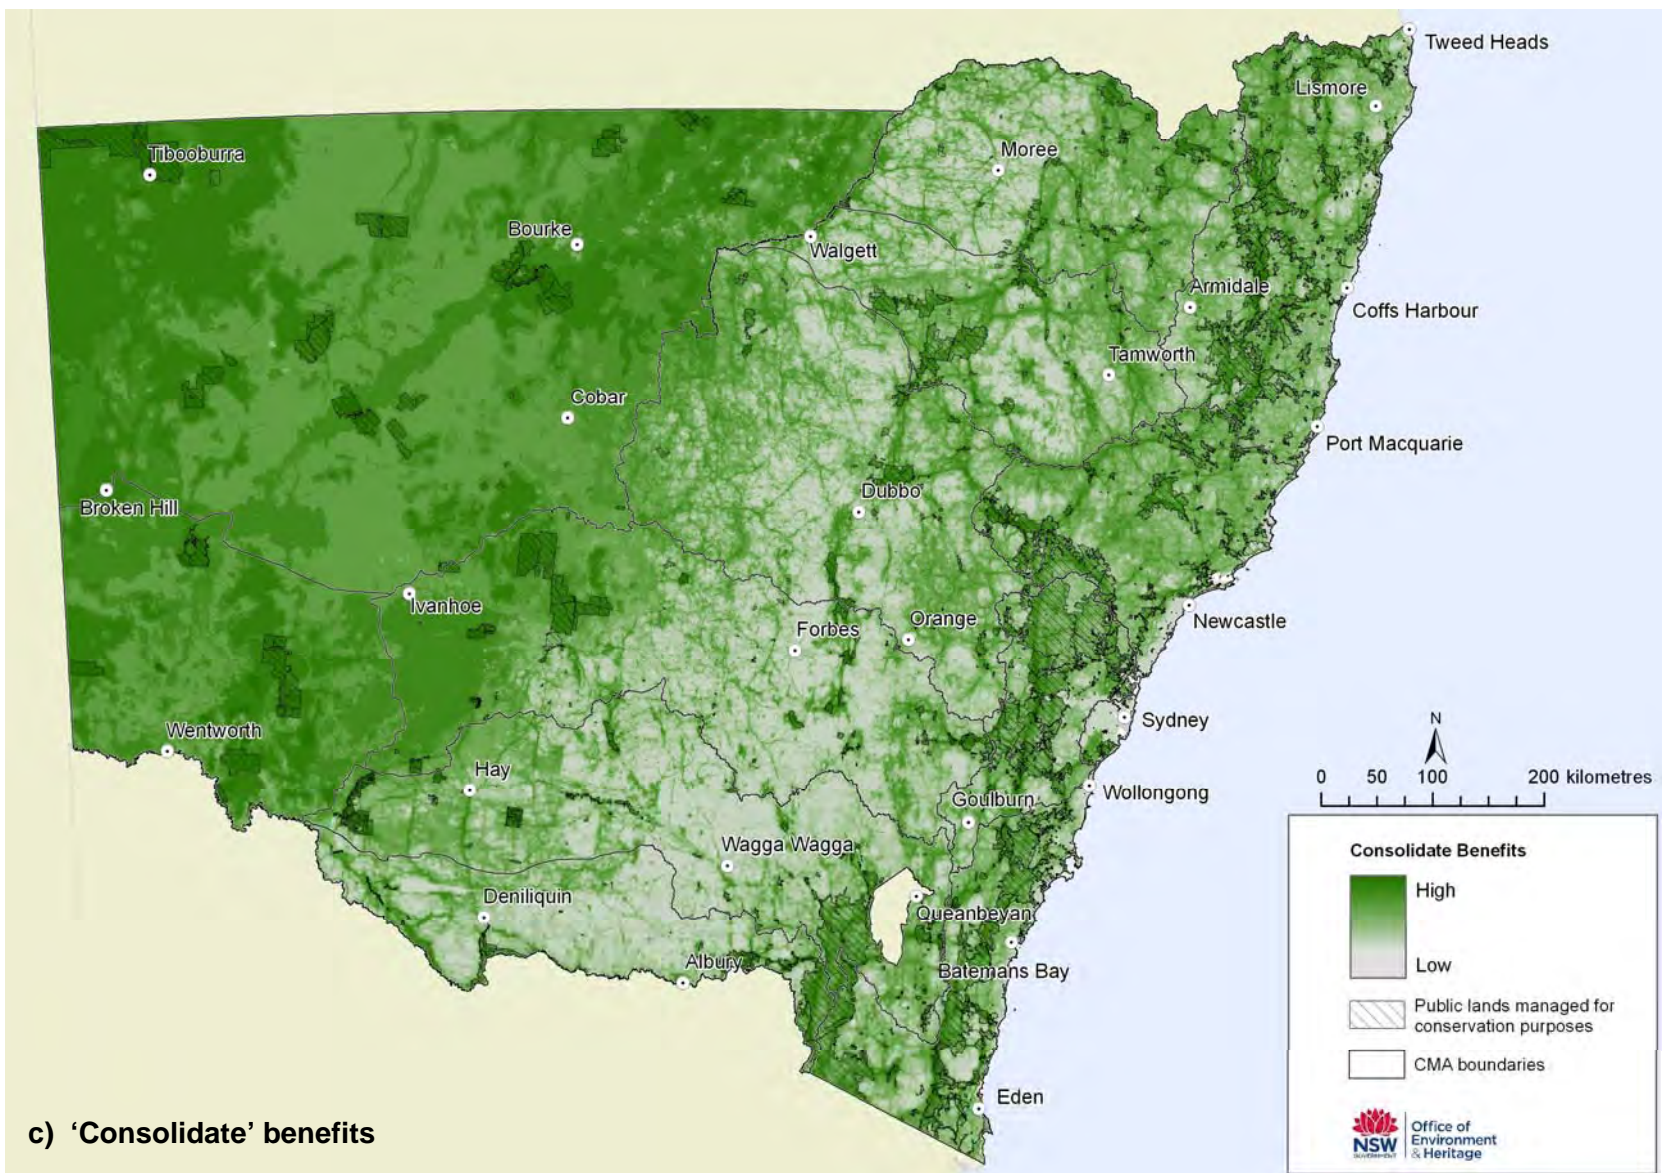 Tweed Heads
Lismore
Tibooburra
Moree
Bourke
Walgett
Armidale
Coffs Harbour
Tamworth
Cobar
Port Macquarie
Broken Hill
Dubbo
Ivanhoe
Forbes
Orange
Newcastle
Wentworth
Sydney
Hay
Goulburn
Wollongong
Wagga Wagga
Deniliquin
Queanbeyan
Albury
Batemans Bay
Eden
N
0 50 100 200 kilometres
Consolidate Benefits
High
Low
Public lands managed for
conservation purposes
CMA boundaries
NSW
GOVERNMENT
Office of
Environment
& Heritage
c) ‘Consolidate’ benefits